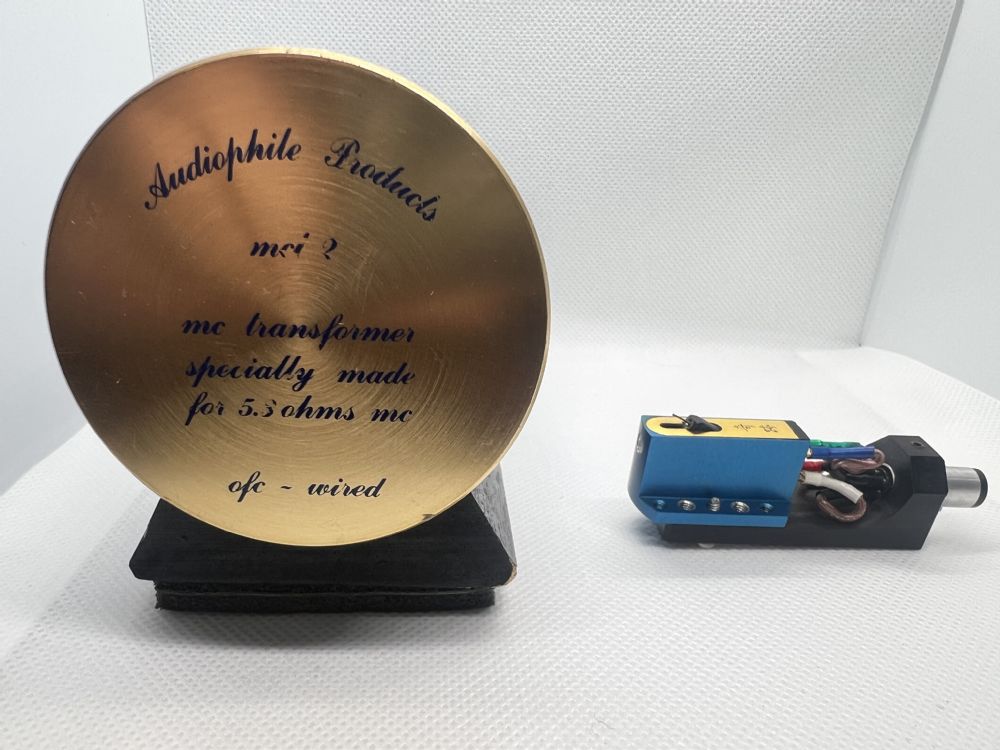 Audiophile Products
mci 2
mc transformer
specially made
for 5.3 ohms mc
ofc - wired